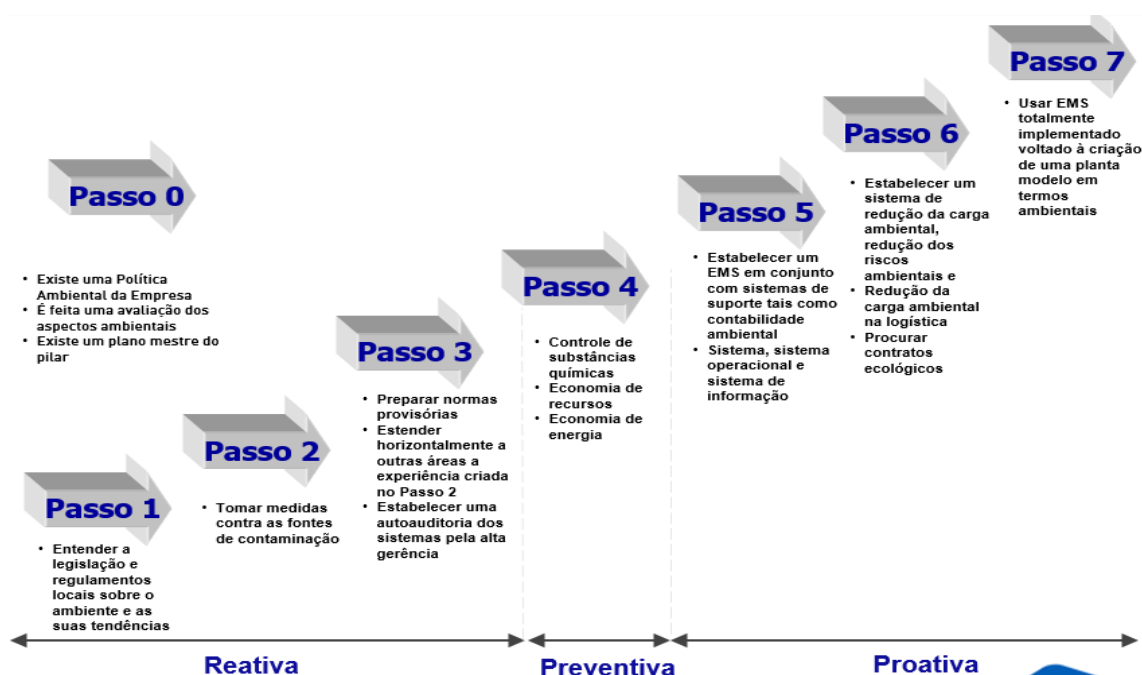 Passo 0
• Existe uma Política
Ambiental da Empresa
• É feita uma avaliação dos
aspectos ambientais
• Existe um plano mestre do
pilar
Passo 1
• Entender a
legislação e
regulamentos
locais sobre o
ambiente e as
suas tendências
Passo 2
• Tomar medidas
contra as fontes
de contaminação
Passo 3
• Preparar normas
provisórias
• Estender
horizontalmente a
outras áreas a
experiência criada
no Passo 2
• Estabelecer uma
autoauditoria dos
sistemas pela alta
gerência
Passo 4
• Controle de
substâncias
químicas
• Economia de
recursos
• Economia de
energia
Passo 5
• Estabelecer um
EMS em conjunto
com sistemas de
suporte tais como
contabilidade
ambiental
• Sistema, sistema
operacional e
sistema de
informação
Passo 6
• Estabelecer um
sistema de
redução da carga
ambiental,
redução dos
riscos
ambientais e
• Redução da
carga ambiental
na logística
• Procurar
contratos
ecológicos
Passo 7
• Usar EMS
totalmente
implementado
voltado à criação
de uma planta
modelo em
termos
ambientais
Reativa
Preventiva
Proativa